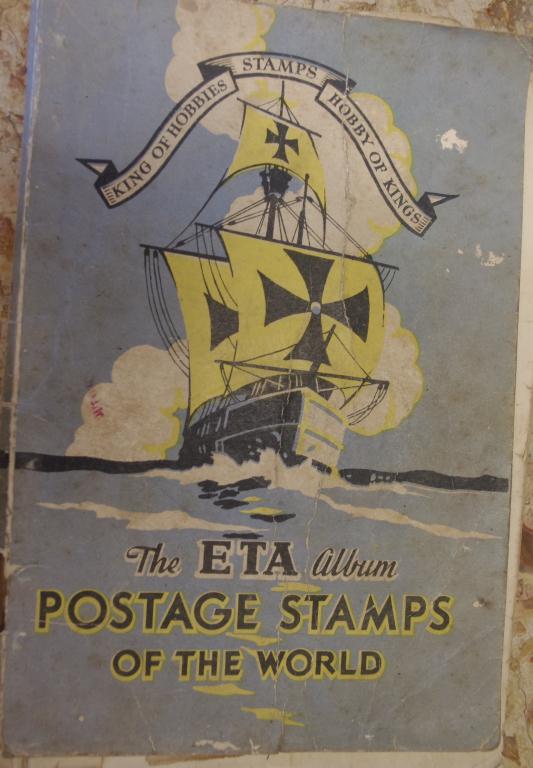 KING OF HOBBIES
STAMPS
HOBBY OF KINGS
The ETA Album
POSTAGE STAMPS
OF THE WORLD